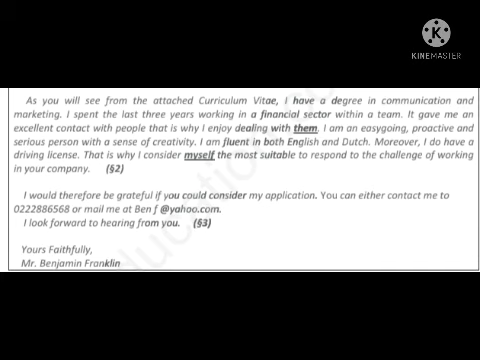 KINEMASTER
As you will see from the attached Curriculum Vitae, I have a degree in communication and
marketing. I spent the last three years working in a financial sector within a team. It gave me an
excellent contact with people that is why I enjoy dealing with them. I am an easygoing, proactive and
serious person with a sense of creativity. I am fluent in both English and Dutch. Moreover, I do have a
driving license. That is why I consider myself the most suitable to respond to the challenge of working
in your company. (§2)
I would therefore be grateful if you could consider my application. You can either contact me to
0222886568 or mail me at Ben f @yahoo.com.
I look forward to hearing from you. (§3)
Yours Faithfully,
Mr. Benjamin Franklin